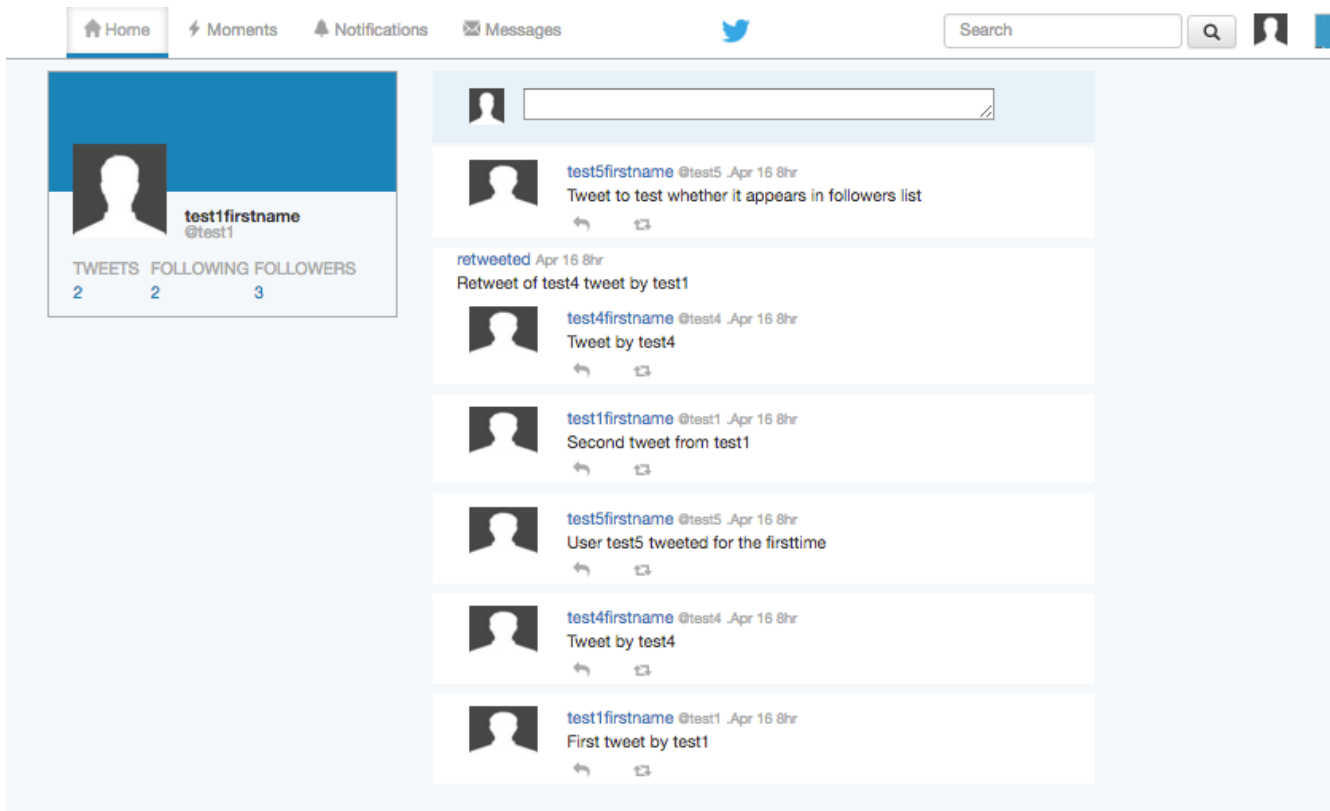 Home Moments Notifications Messages Search
test1firstname
@test1
TWEETS FOLLOWING FOLLOWERS
2 2 3
test5firstname @test5 .Apr 16 8hr
Tweet to test whether it appears in followers list
retweeted Apr 16 8hr
Retweet of test4 tweet by test1
test4firstname @test4 .Apr 16 8hr
Tweet by test4
test1firstname @test1 .Apr 16 8hr
Second tweet from test1
test5firstname @test5 .Apr 16 8hr
User test5 tweeted for the firsttime
test4firstname @test4 .Apr 16 8hr
Tweet by test4
test1firstname @test1 .Apr 16 8hr
First tweet by test1